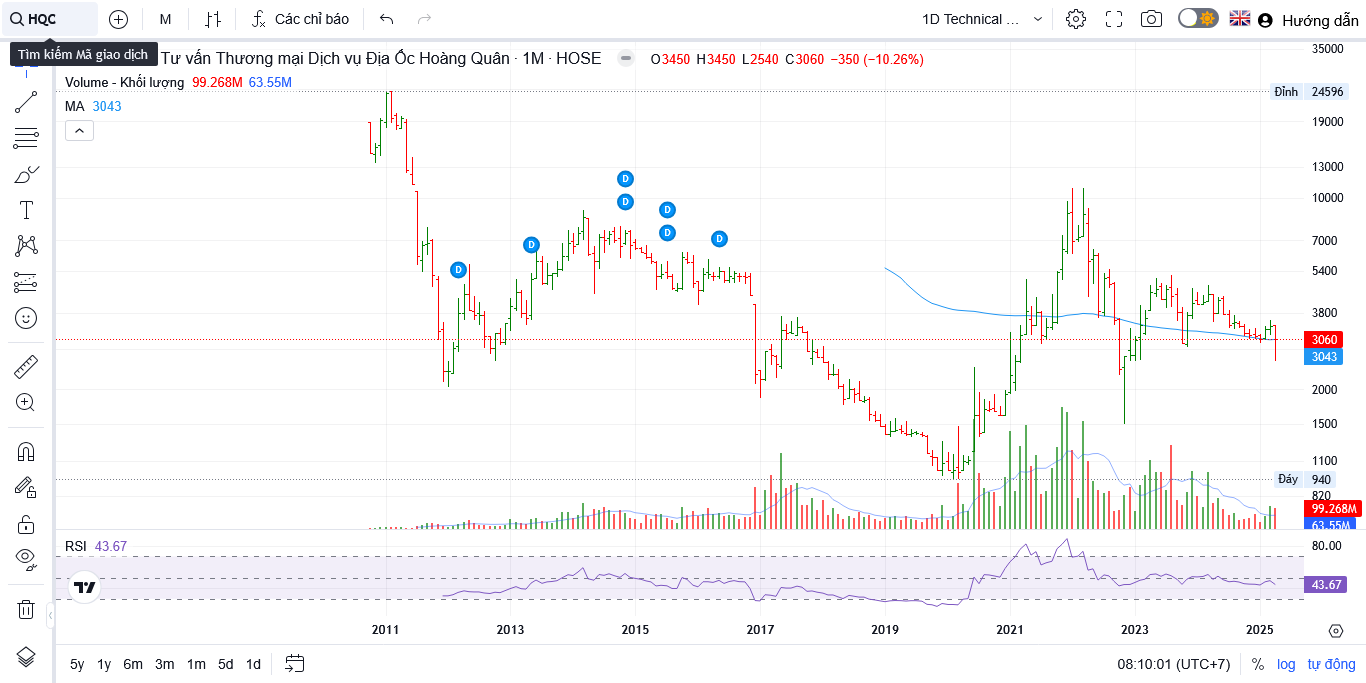 HQC
M
Các chỉ báo
1D Technical ...
Hướng dẫn
Tìm kiếm Mã giao dịch
Tư vấn Thương mại Dịch vụ Địa Ốc Hoàng Quân · 1M · HOSE
O3450 H3450 L2540 C3060 −350 (−10.26%)
Volume - Khối lượng 99.268M 63.55M
MA 3043
35000
Đỉnh 24596
19000
13000
10000
7000
5400
3800
3060
3043
2000
1500
1100
Đáy 940
820
99.268M
63.55M
D
D
D
D
D
D
D
RSI 43.67
80.00
43.67
2011 2013 2015 2017 2019 2021 2023 2025
5y 1y 6m 3m 1m 5d 1d
08:10:01 (UTC+7)
% log tự động